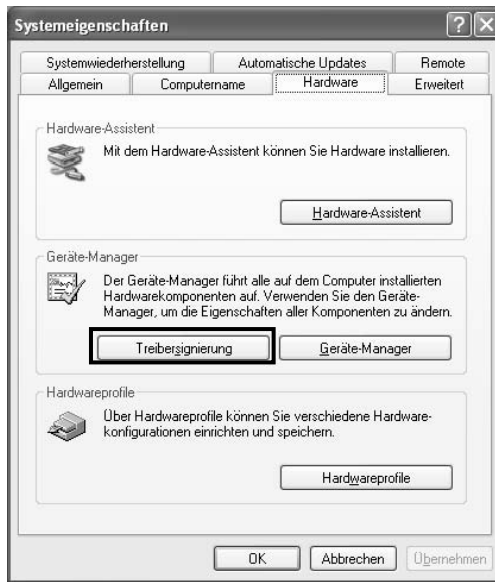 Systemeigenschaften
Systemwiederherstellung Automatische Updates Remote
Allgemein Computername Hardware Erweitert
Hardware-Assistent
Mit dem Hardware-Assistent können Sie Hardware installieren.
Hardware-Assistent
Geräte-Manager
Der Geräte-Manager führt alle auf dem Computer installierten
Hardwarekomponenten auf. Verwenden Sie den Geräte-
Manager, um die Eigenschaften aller Komponenten zu ändern.
Treibersignierung Geräte-Manager
Hardwareprofile
Über Hardwareprofile können Sie verschiedene Hardware-
konfigurationen einrichten und speichern.
Hardwareprofile
OK Abbrechen Übernehmen